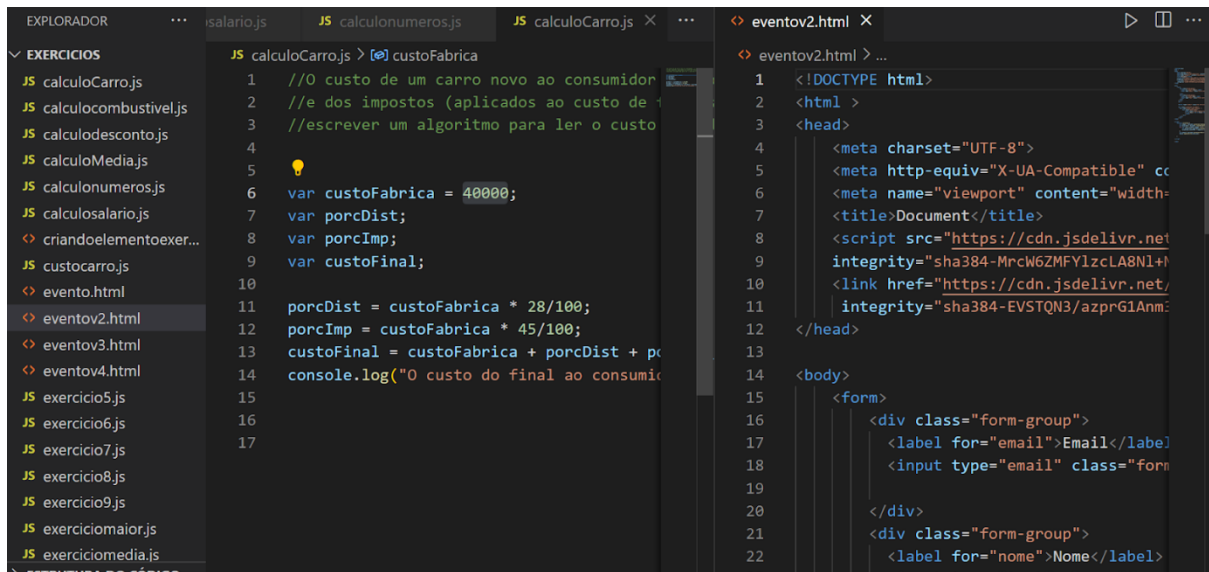 EXPLORADOR
EXERCICIOS
JS calculoCarro.js
JS calculocombustivel.js
JS calculodesconto.js
JS calculoMedia.js
JS calculonumeros.js
JS calculosalario.js
<> criandoelementoexer...
JS custocarro.js
<> evento.html
<> eventov2.html
<> eventov3.html
<> eventov4.html
JS exercicio5.js
JS exercicio6.js
JS exercicio7.js
JS exercicio8.js
JS exercicio9.js
JS exerciciomaior.js
JS exerciciomedia.js
osalario.js JS calculonumeros.js JS calculoCarro.js
JS calculoCarro.js > custoFabrica
1 //O custo de um carro novo ao consumidor
2 //e dos impostos (aplicados ao custo de f
3 //escrever um algoritmo para ler o custo
4
5
6 var custoFabrica = 40000;
7 var porcDist;
8 var porcImp;
9 var custoFinal;
10
11 porcDist = custoFabrica * 28/100;
12 porcImp = custoFabrica * 45/100;
13 custoFinal = custoFabrica + porcDist + po
14 console.log("O custo do final ao consumid
15
16
17
<> eventov2.html
<> eventov2.html > ...
1 <!DOCTYPE html>
2 <html >
3 <head>
4 <meta charset="UTF-8">
5 <meta http-equiv="X-UA-Compatible" co
6 <meta name="viewport" content="width=
7 <title>Document</title>
8 <script src="https://cdn.jsdelivr.net
9 integrity="sha384-MrcW6ZMFYlzcLA8Nl+N
10 <link href="https://cdn.jsdelivr.net/
11 integrity="sha384-EVSTQN3/azprG1Anm3
12 </head>
13
14 <body>
15 <form>
16 <div class="form-group">
17 <label for="email">Email</label
18 <input type="email" class="form
19
20 </div>
21 <div class="form-group">
22 <label for="nome">Nome</label>